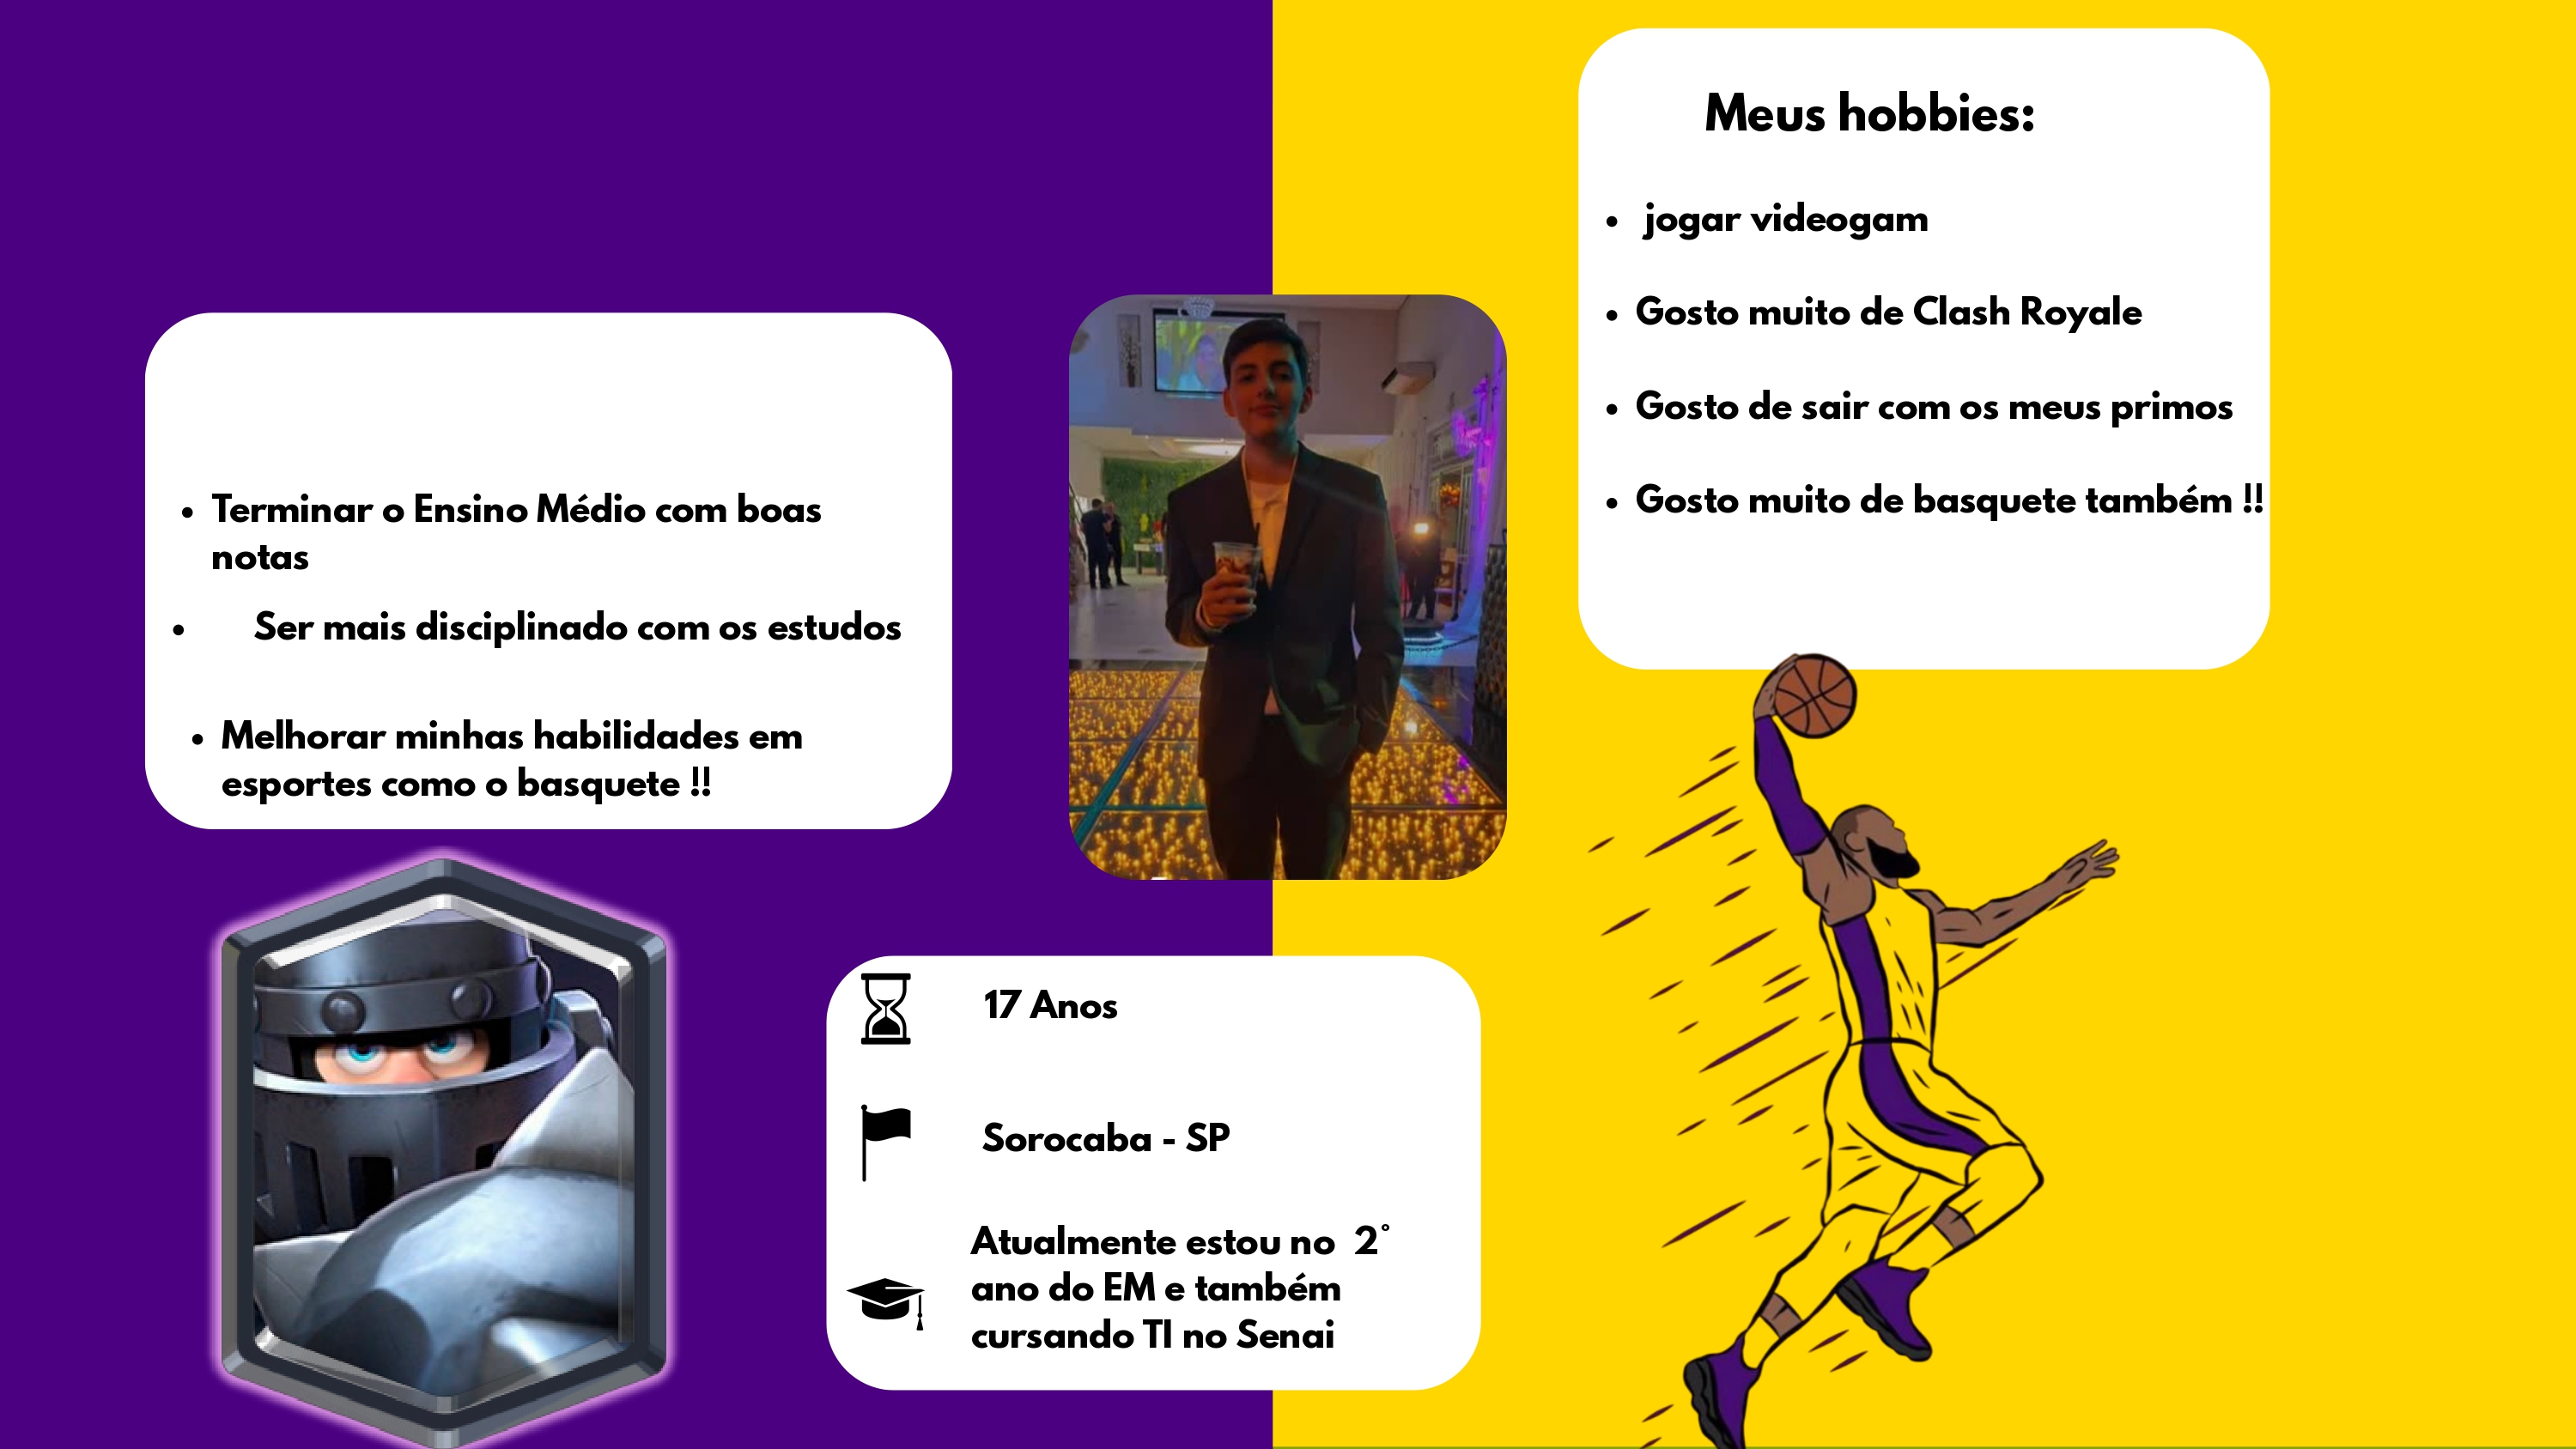 Meus hobbies:
jogar videogam
Gosto muito de Clash Royale
Gosto de sair com os meus primos
Gosto muito de basquete também !!
Terminar o Ensino Médio com boas
notas
Ser mais disciplinado com os estudos
Melhorar minhas habilidades em
esportes como o basquete !!
17 Anos
Sorocaba - SP
Atualmente estou no 2°
ano do EM e também
cursando TI no Senai